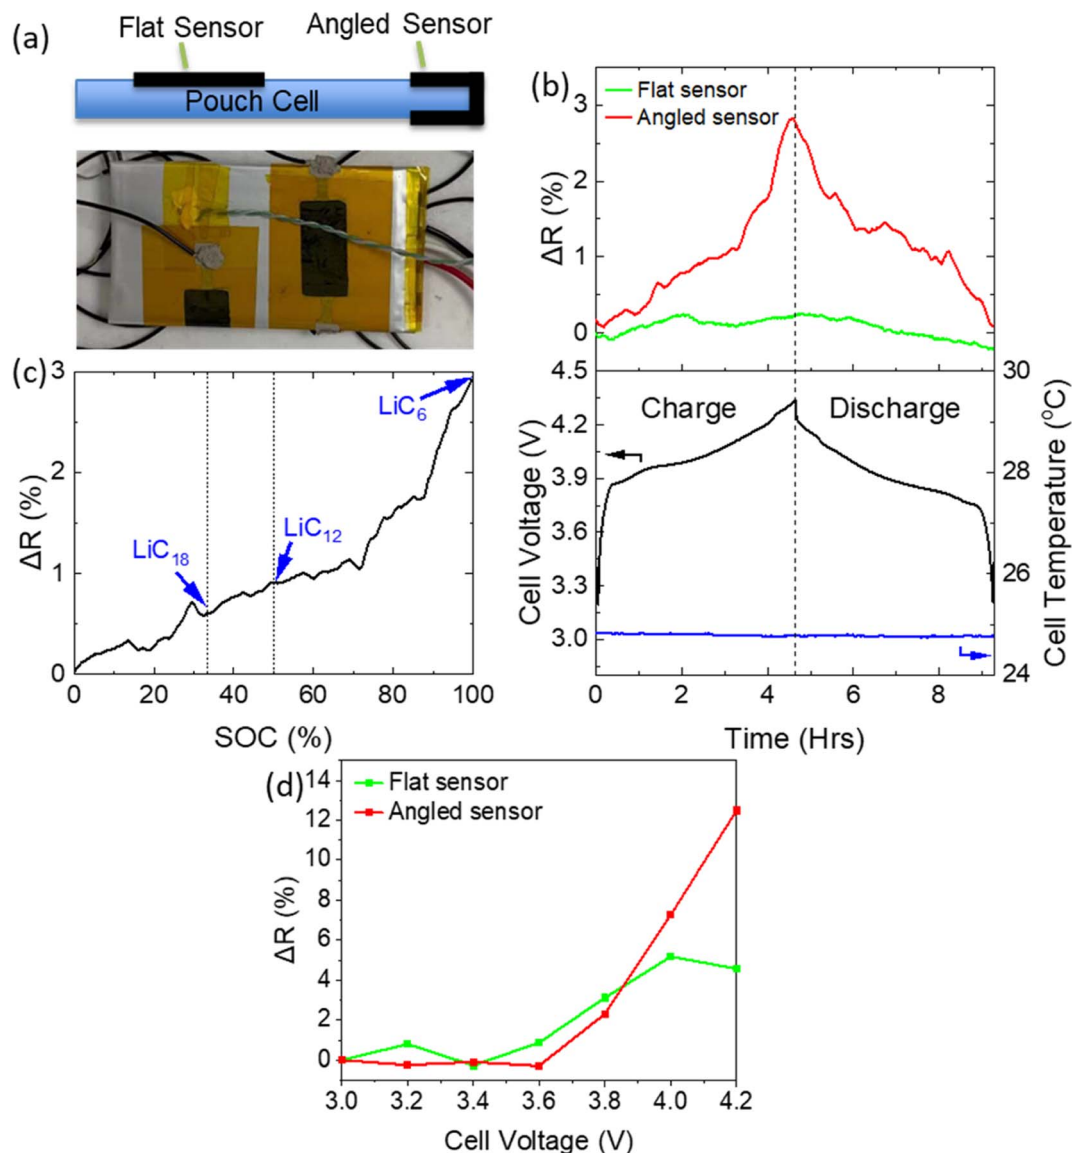 (a)
Flat Sensor
Angled Sensor
Pouch Cell
(b)
Flat sensor
Angled sensor
ΔR (%)
3
2
1
0
Charge
Discharge
Cell Voltage (V)
4.5
4.2
3.9
3.6
3.3
3.0
Cell Temperature (°C)
30
28
26
24
0
2
4
6
8
Time (Hrs)
(c)
ΔR (%)
3
2
1
0
LiC₁₈
LiC₁₂
LiC₆
0
20
40
60
80
100
SOC (%)
(d)
Flat sensor
Angled sensor
ΔR (%)
14
12
10
8
6
4
2
0
3.0
3.2
3.4
3.6
3.8
4.0
4.2
Cell Voltage (V)